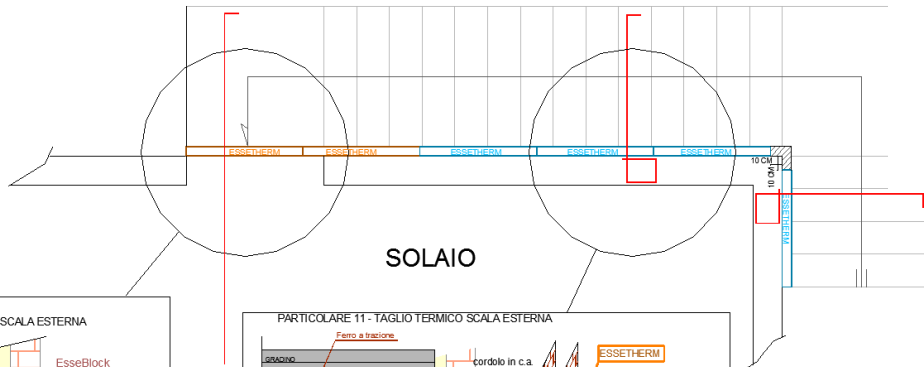 ESSETHERM ESSETHERM ESSETHERM ESSETHERM ESSETHERM
10 CM
10 CM
ESSETHERM
SOLAIO
SCALA ESTERNA
EsseBlock
PARTICOLARE 11 - TAGLIO TERMICO SCALA ESTERNA
Ferro a trazione
GRADINO
cordolo in c.a.
ESSETHERM